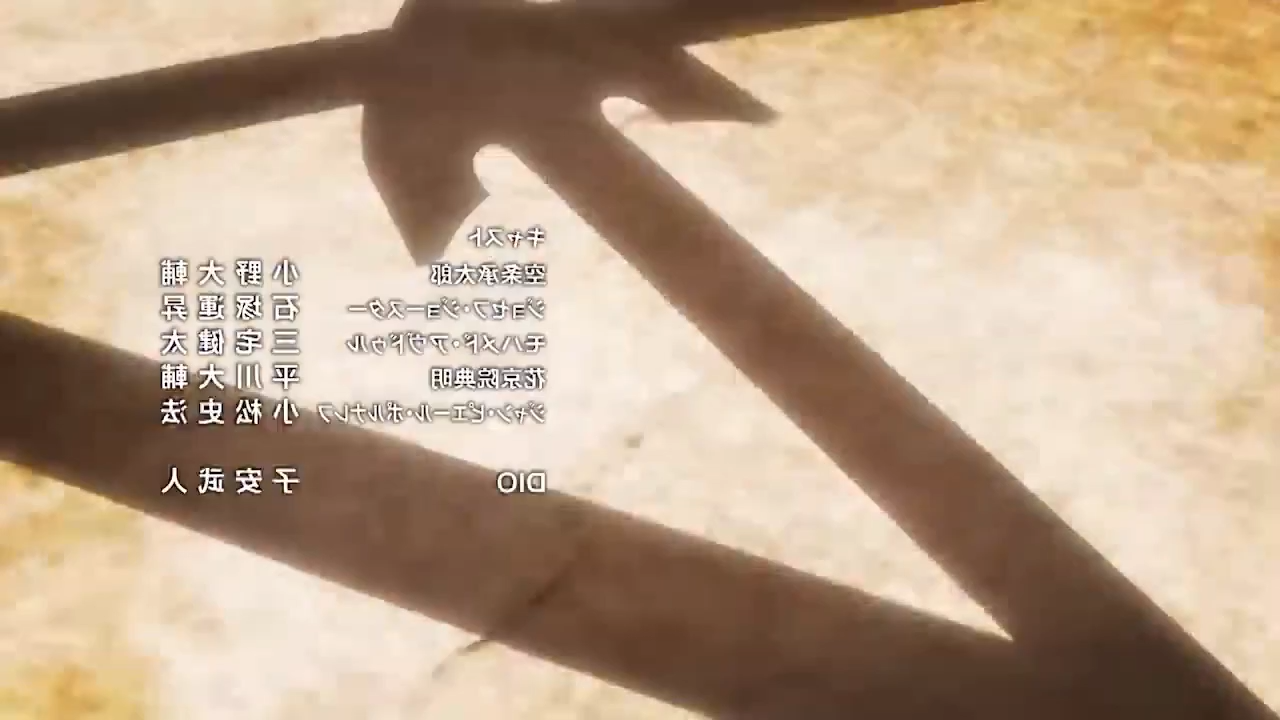 キャスト
空条承太郎 小野大輔
ジョセフ・ジョースター 石塚運昇
モハメド・アヴドゥル 三宅健太
花京院典明 平川大輔
ジャン・ピエール・ポルナレフ 小松史法
DIO 子安武人